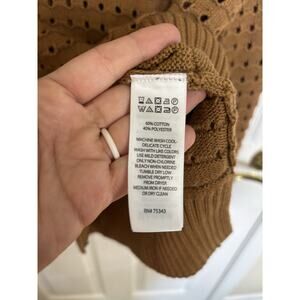 60% COTTON
40% POLYESTER
MACHINE WASH COOL-
DELICATE CYCLE
WASH WITH LIKE COLORS
USE MILD DETERGENT
ONLY NON-CHLORINE
BLEACH WHEN NEEDED
TUMBLE DRY LOW
REMOVE PROMPTLY
FROM DRYER
MEDIUM IRON IF NEEDED
OR DRY CLEAN
RN# 75343